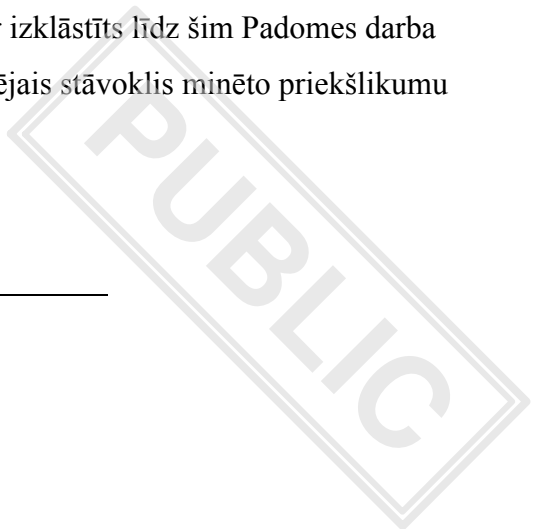 izklāstīts līdz šim Padomes darba
ējais stāvoklis minēto priekšlikumu
PUBLIC